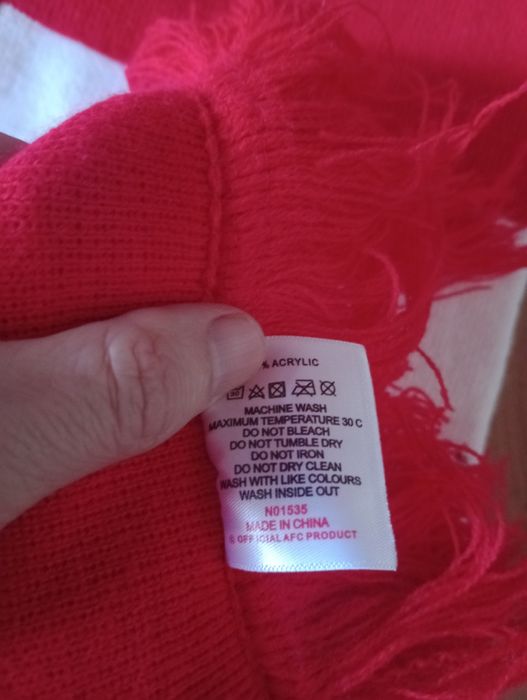 % ACRYLIC
30
MACHINE WASH
MAXIMUM TEMPERATURE 30 C
DO NOT BLEACH
DO NOT TUMBLE DRY
DO NOT IRON
DO NOT DRY CLEAN
WASH WITH LIKE COLOURS
WASH INSIDE OUT
N01535
MADE IN CHINA
OFFICIAL AFC PRODUCT